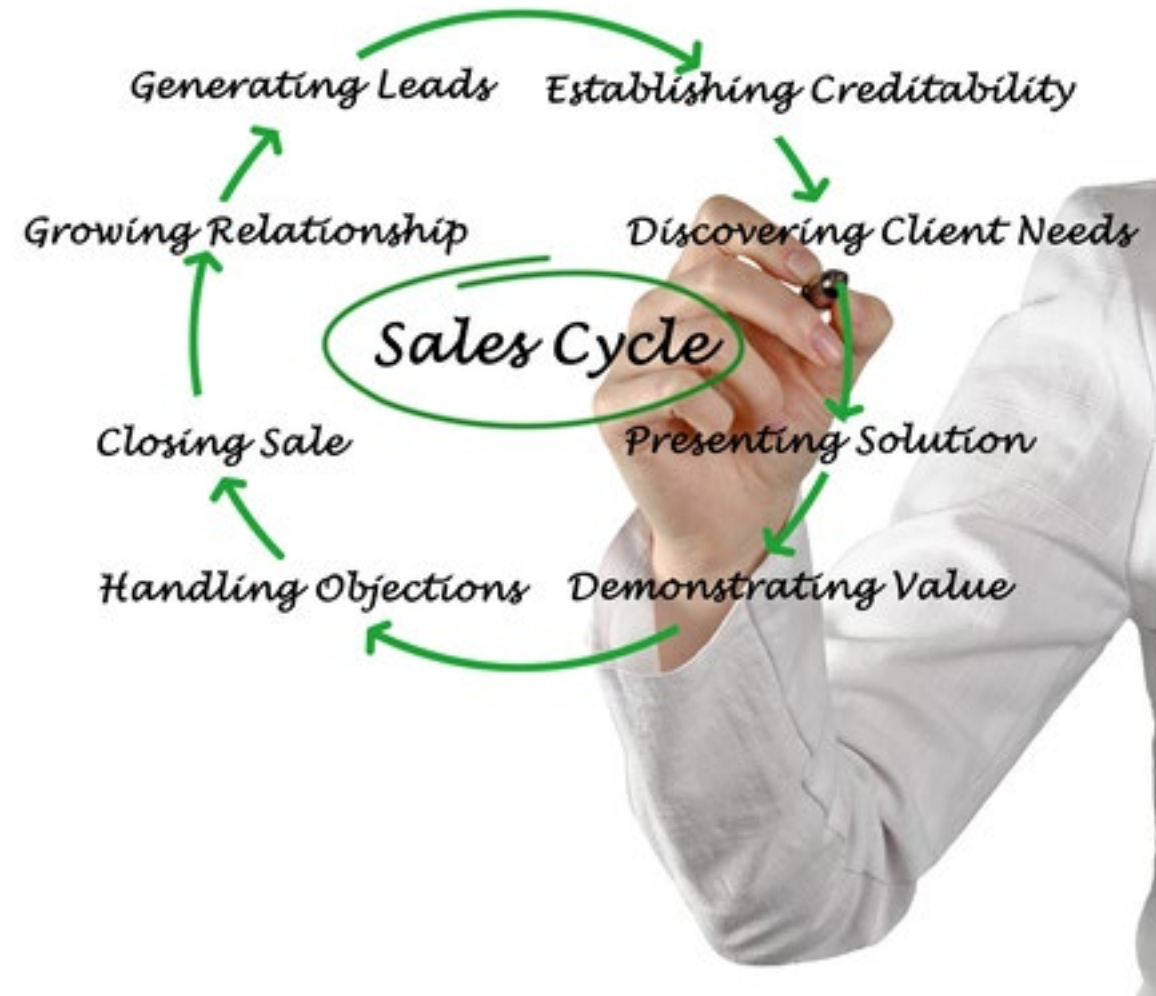 Generating Leads
Establishing Creditability
Growing Relationship
Discovering Client Needs
Sales Cycle
Closing Sale
Presenting Solution
Handling Objections
Demonstrating Value